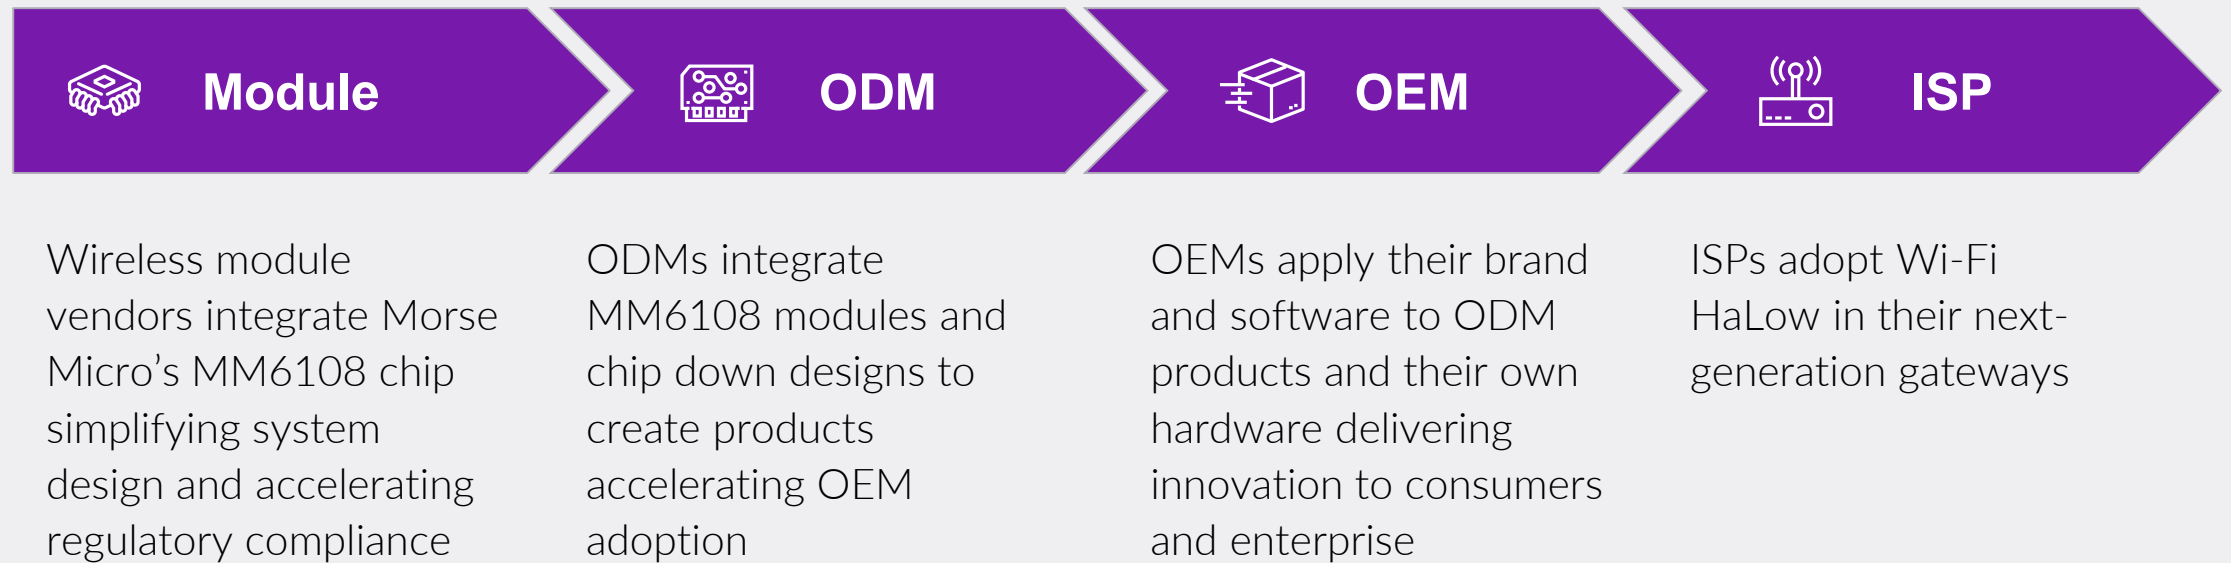 Module
ODM
OEM
ISP
Wireless module
vendors integrate Morse
Micro’s MM6108 chip
simplifying system
design and accelerating
regulatory compliance
ODMs integrate
MM6108 modules and
chip down designs to
create products
accelerating OEM
adoption
OEMs apply their brand
and software to ODM
products and their own
hardware delivering
innovation to consumers
and enterprise
ISPs adopt Wi-Fi
HaLow in their next-
generation gateways